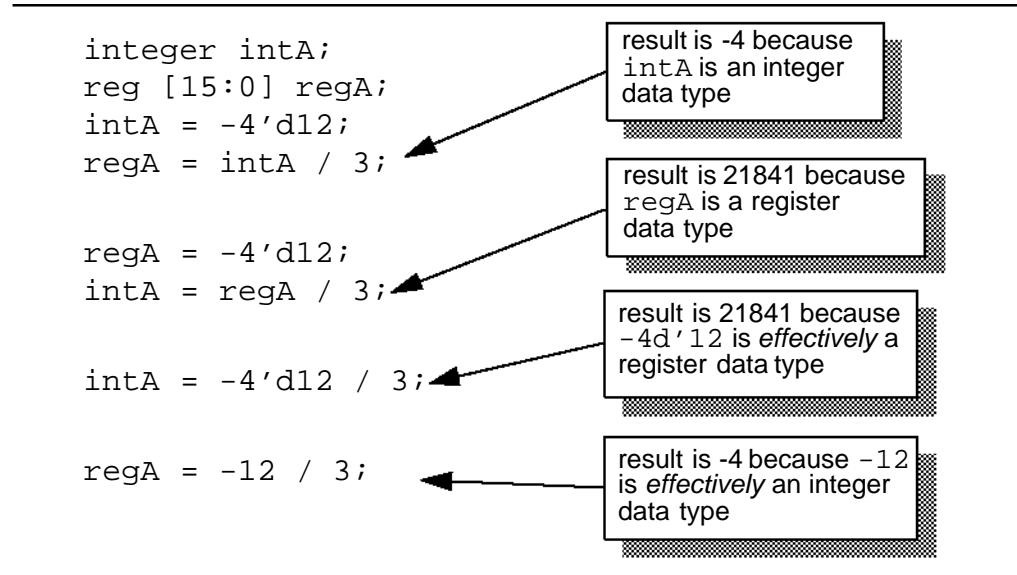 integer intA;
reg [15:0] regA;
intA = -4'd12;
regA = intA / 3;
result is -4 because
intA is an integer
data type
regA = -4'd12;
intA = regA / 3;
result is 21841 because
regA is a register
data type
intA = -4'd12 / 3;
result is 21841 because
-4d'12 is effectively a
register data type
regA = -12 / 3;
result is -4 because -12
is effectively an integer
data type